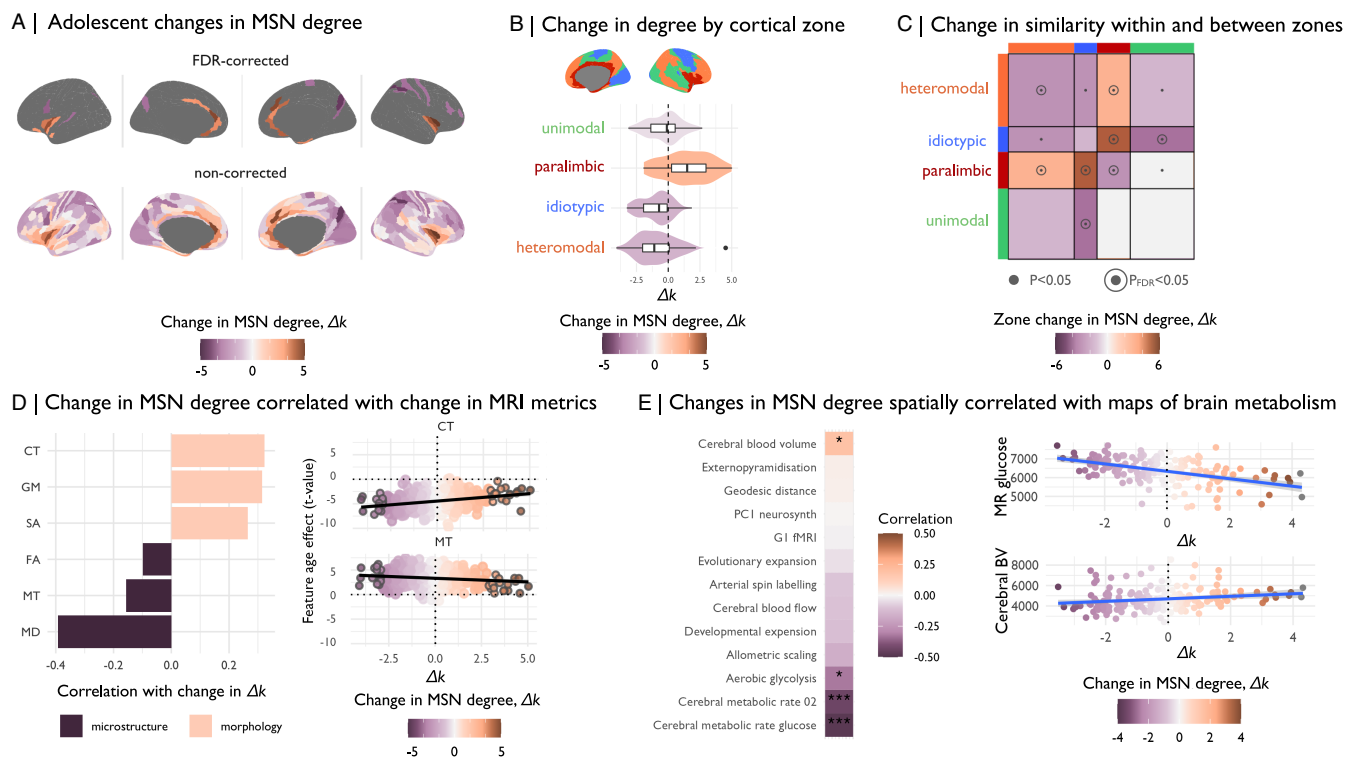 A | Adolescent changes in MSN degree
FDR-corrected
non-corrected
Change in MSN degree, Δk
-5 0 5
B | Change in degree by cortical zone
unimodal
paralimbic
idiotypic
heteromodal
-2.5 0.0 2.5 5.0
Δk
Change in MSN degree, Δk
-5 0 5
C | Change in similarity within and between zones
heteromodal
idiotypic
paralimbic
unimodal
P<0.05 PFDR<0.05
Zone change in MSN degree, Δk
-6 0 6
D | Change in MSN degree correlated with change in MRI metrics
CT
GM
SA
FA
MT
MD
-0.4 -0.2 0.0 0.2
Correlation with change in Δk
microstructure morphology
Feature age effect (t-value)
CT
5
0
-5
-10
MT
5
0
-5
-10
-2.5 0.0 2.5 5.0
Δk
Change in MSN degree, Δk
-5 0 5
E | Changes in MSN degree spatially correlated with maps of brain metabolism
Cerebral blood volume *
Externopyramidisation
Geodesic distance
PC1 neurosynth
G1 fMRI
Evolutionary expansion
Arterial spin labelling
Cerebral blood flow
Developmental expension
Allometric scaling
Aerobic glycolysis *
Cerebral metabolic rate 02 ***
Cerebral metabolic rate glucose ***
Correlation
0.50
0.25
0.00
-0.25
-0.50
MR glucose
7000
6000
5000
-2 0 2 4
Δk
Cerebral BV
8000
6000
4000
-2 0 2 4
Δk
Change in MSN degree, Δk
-4 -2 0 2 4